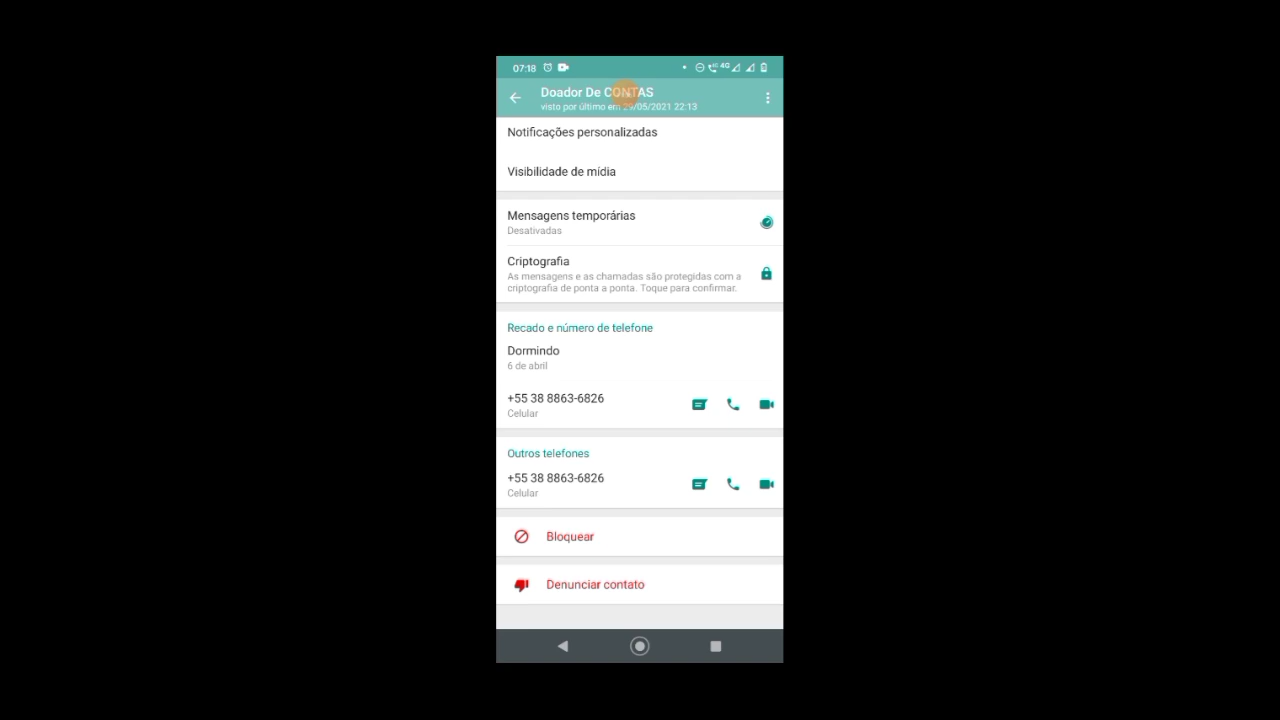 07:18
4G
Doador De CONTAS
visto por último em 29/05/2021 22:13
Notificações personalizadas
Visibilidade de mídia
Mensagens temporárias
Desativadas
Criptografia
As mensagens e as chamadas são protegidas com a
criptografia de ponta a ponta. Toque para confirmar.
Recado e número de telefone
Dormindo
6 de abril
+55 38 8863-6826
Celular
Outros telefones
+55 38 8863-6826
Celular
Bloquear
Denunciar contato